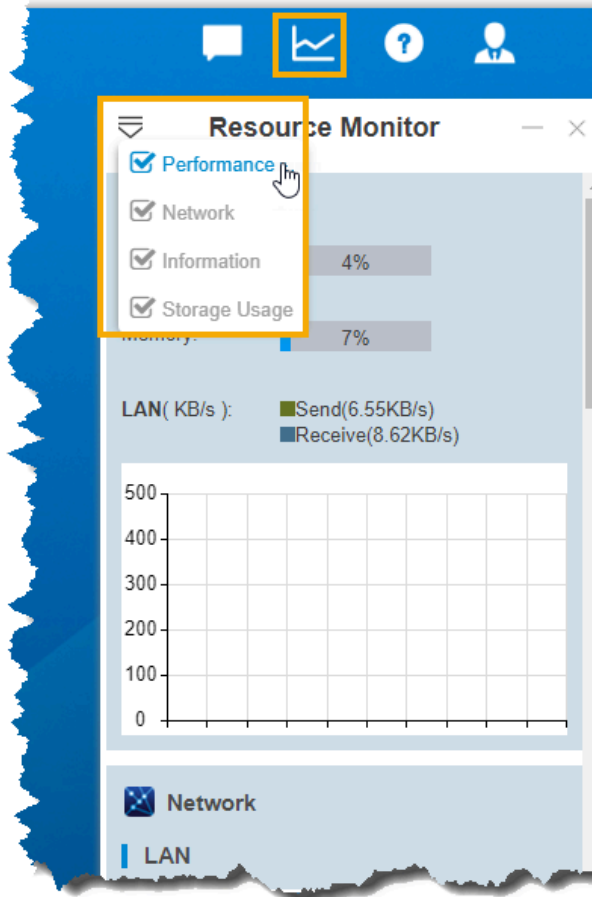 ?
Resource Monitor
Performance
Network
Information
4%
Storage Usage
Memory:
7%
LAN( KB/s ):
Send(6.55KB/s)
Receive(8.62KB/s)
500
400
300
200
100
0
Network
LAN